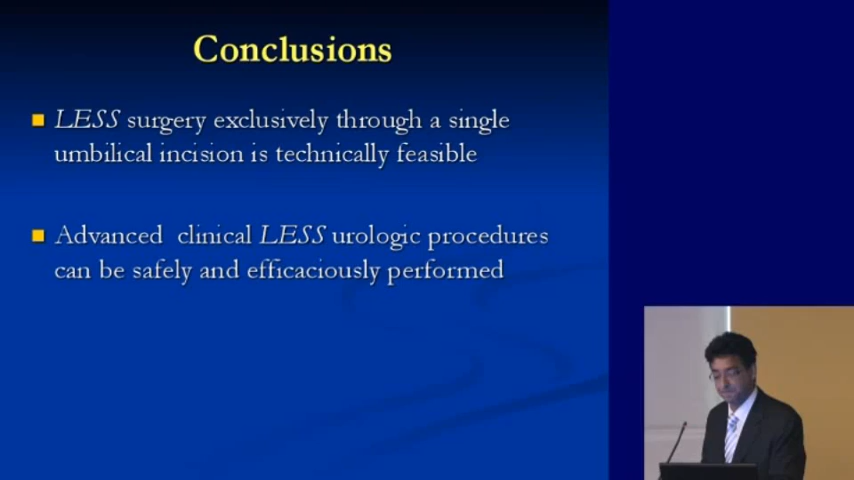 Conclusions
LESS surgery exclusively through a single
umbilical incision is technically feasible
Advanced clinical LESS urologic procedures
can be safely and efficaciously performed